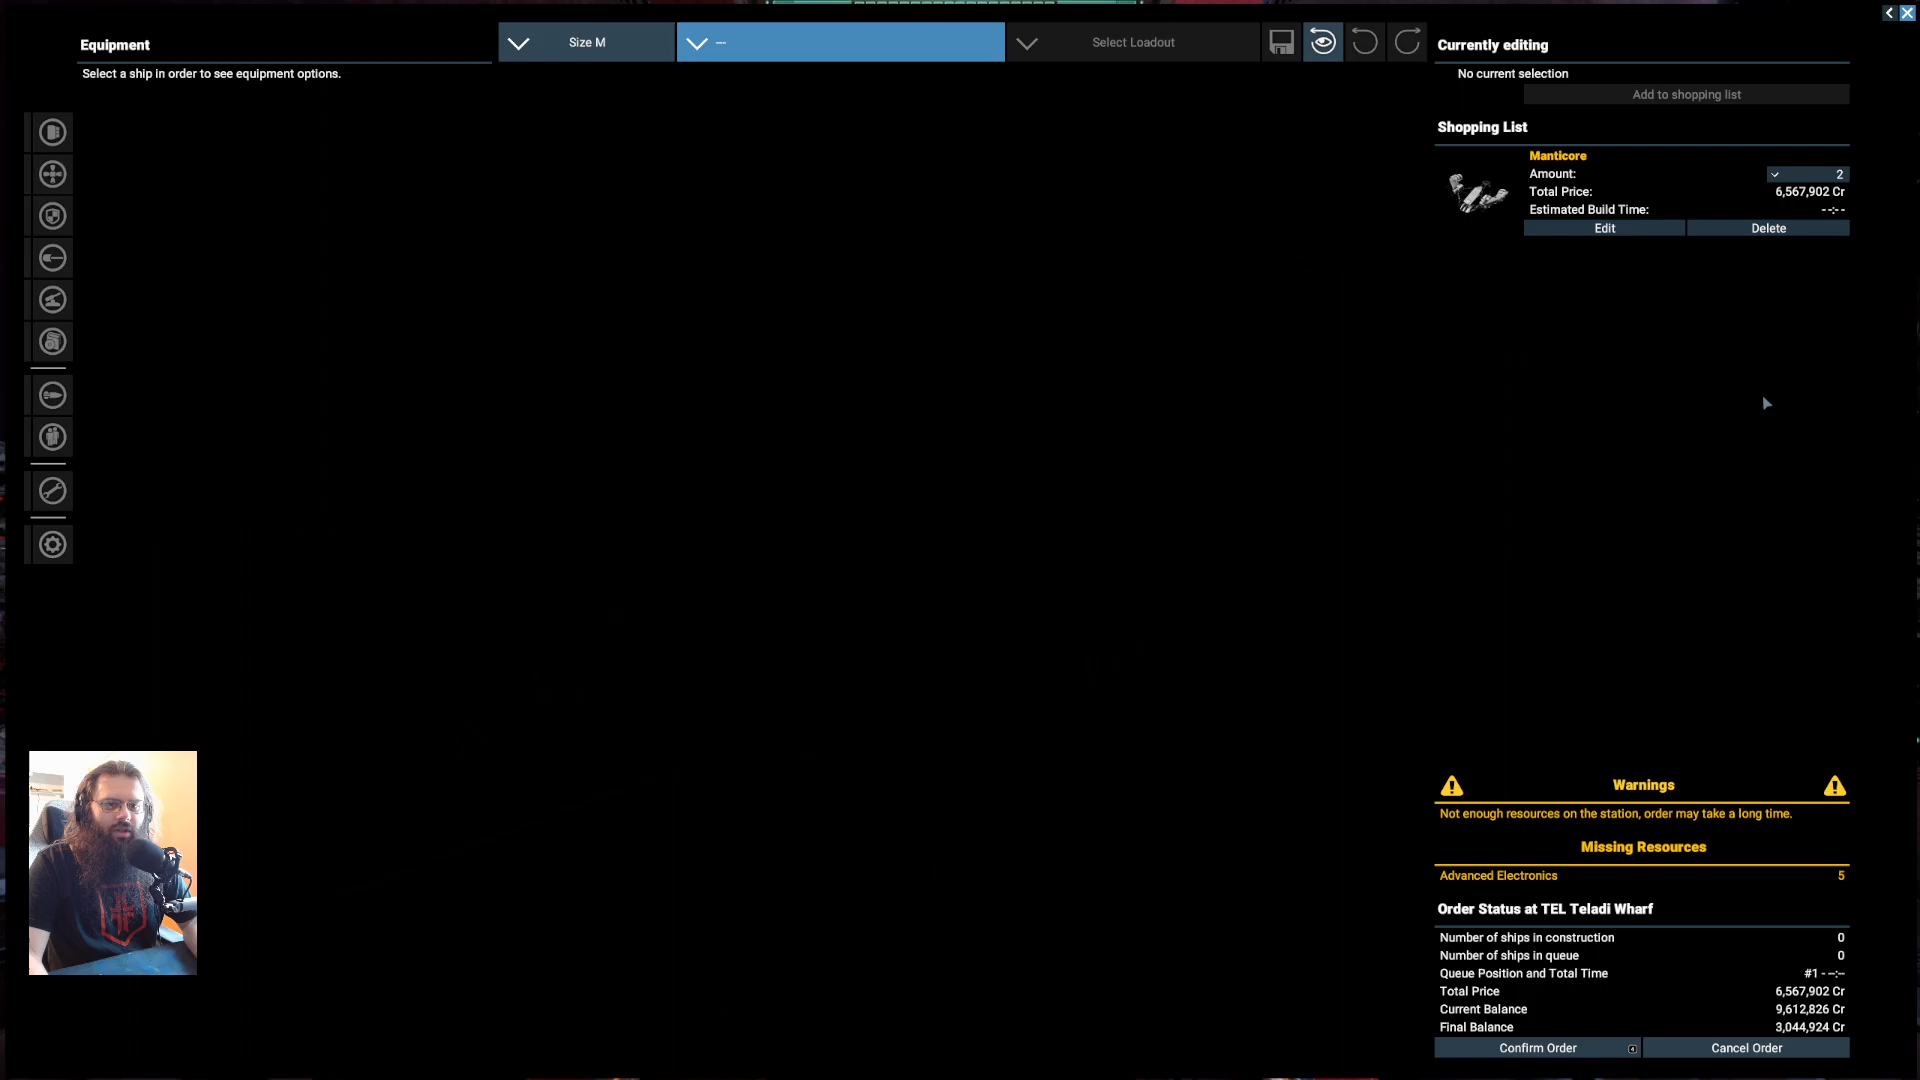 Equipment
Select a ship in order to see equipment options.
Size M
---
Select Loadout
Currently editing
No current selection
Add to shopping list
Shopping List
Manticore
Amount: 2
Total Price: 6,567,902 Cr
Estimated Build Time: --:--
Edit Delete
Warnings
Not enough resources on the station, order may take a long time.
Missing Resources
Advanced Electronics 5
Order Status at TEL Teladi Wharf
Number of ships in construction 0
Number of ships in queue 0
Queue Position and Total Time #1 - --:--
Total Price 6,567,902 Cr
Current Balance 9,612,826 Cr
Final Balance 3,044,924 Cr
Confirm Order Cancel Order